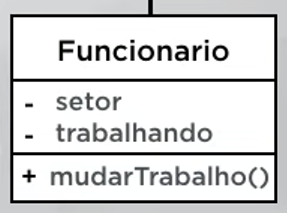 Funcionario
- setor
- trabalhando
+ mudarTrabalho()